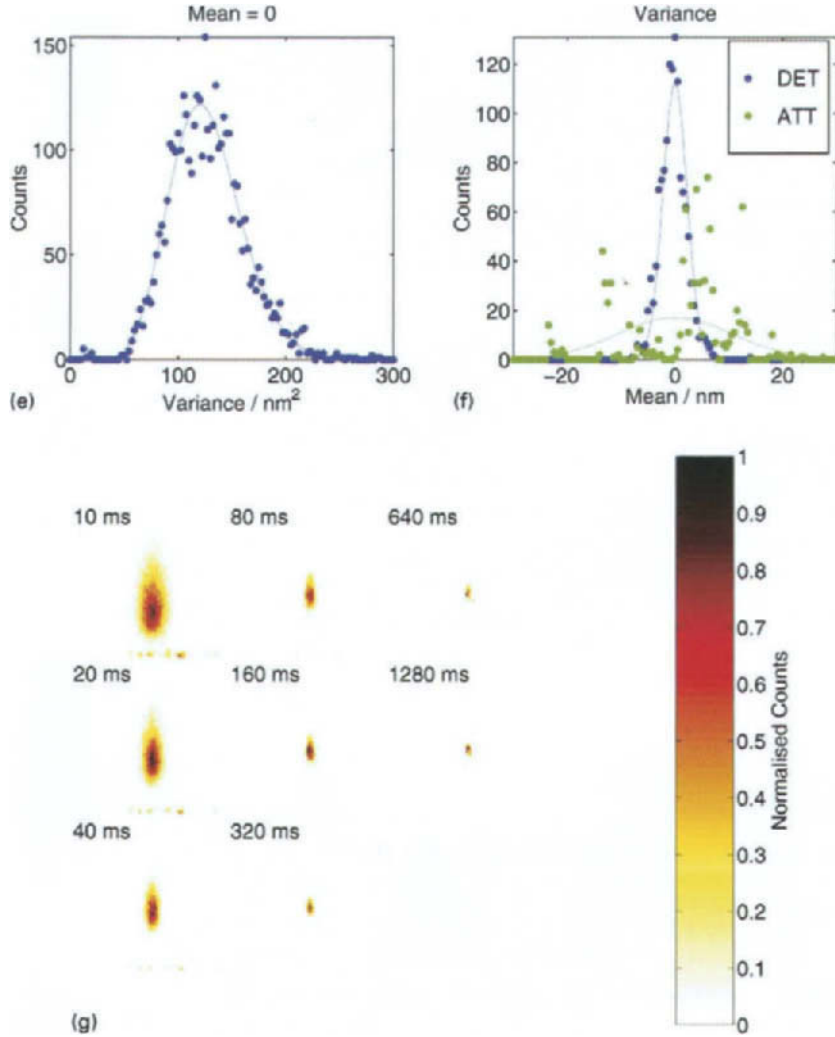 Mean = 0
150
100
50
0
Counts
0
100
200
300
Variance / nm²
(e)
Variance
120
100
80
60
40
20
0
Counts
−20
0
20
Mean / nm
(f)
DET
ATT
10 ms
80 ms
640 ms
20 ms
160 ms
1280 ms
40 ms
320 ms
1
0.9
0.8
0.7
0.6
0.5
0.4
0.3
0.2
0.1
0
Normalised Counts
(g)